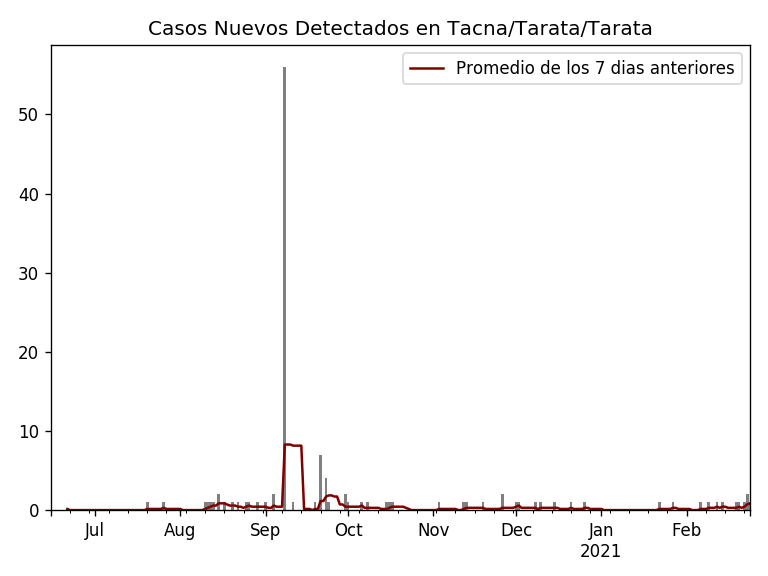 Casos Nuevos Detectados en Tacna/Tarata/Tarata
Promedio de los 7 dias anteriores
50
40
30
20
10
0
Jul Aug Sep Oct Nov Dec Jan Feb
2021